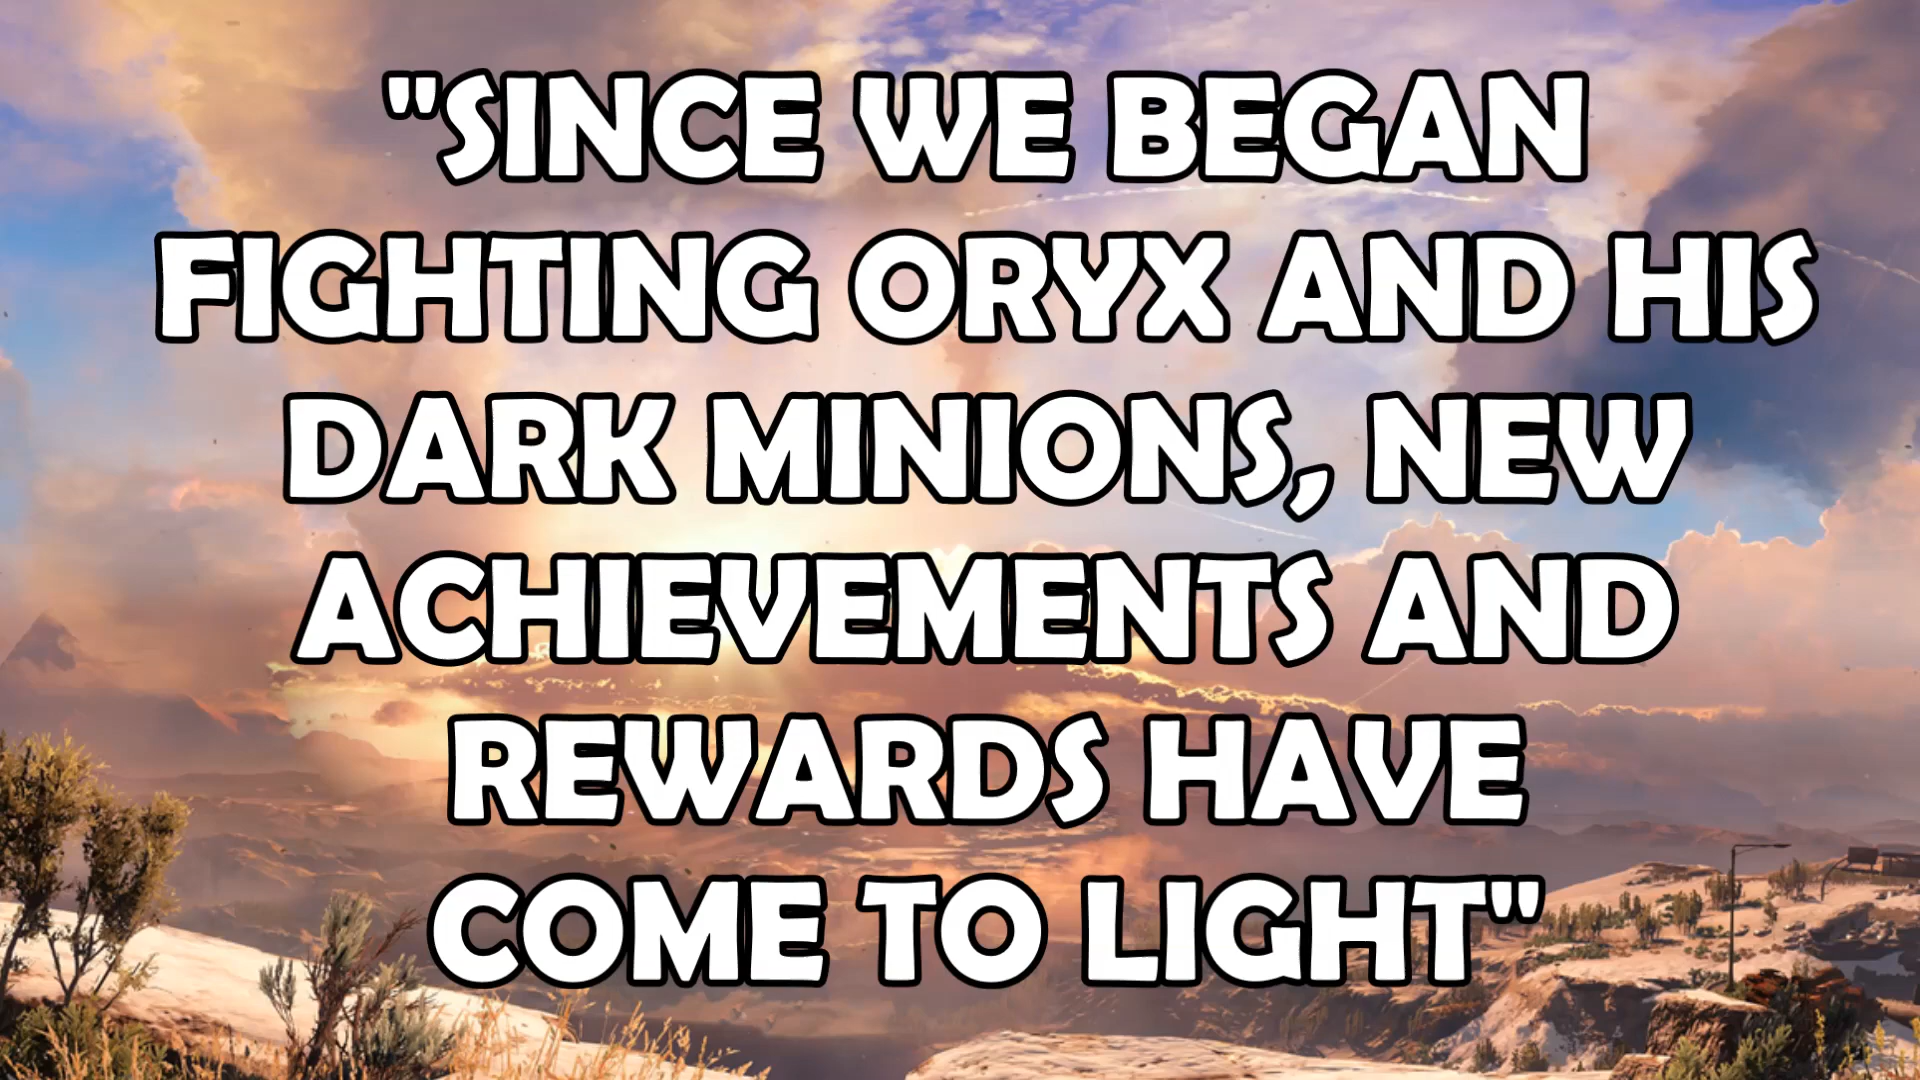 "SINCE WE BEGAN
FIGHTING ORYX AND HIS
DARK MINIONS, NEW
ACHIEVEMENTS AND
REWARDS HAVE
COME TO LIGHT"